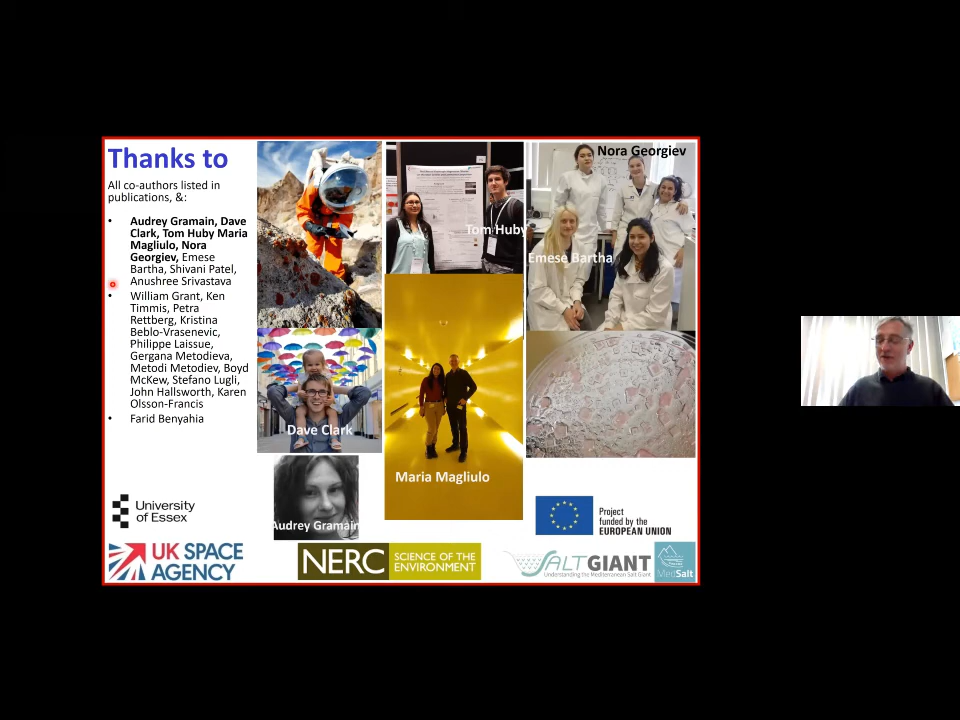 Thanks to
All co-authors listed in
publications, &:
• Audrey Gramain, Dave
Clark, Tom Huby Maria
Magliulo, Nora
Georgiev, Emese
Bartha, Shivani Patel,
Anushree Srivastava
• William Grant, Ken
Timmis, Petra
Rettberg, Kristina
Beblo-Vrasenevic,
Philippe Laissue,
Gergana Metodieva,
Metodi Metodiev, Boyd
McKew, Stefano Lugli,
John Hallsworth, Karen
Olsson-Francis
• Farid Benyahia
Nora Georgiev
Tom Huby
Emese Bartha
Dave Clark
Maria Magliulo
Audrey Gramain
University
of Essex
Project
funded by the
EUROPEAN UNION
UK SPACE
AGENCY
NERC
SCIENCE OF THE
ENVIRONMENT
SALTGIANT
Understanding the Mediterranean Salt Giant
MedSalt